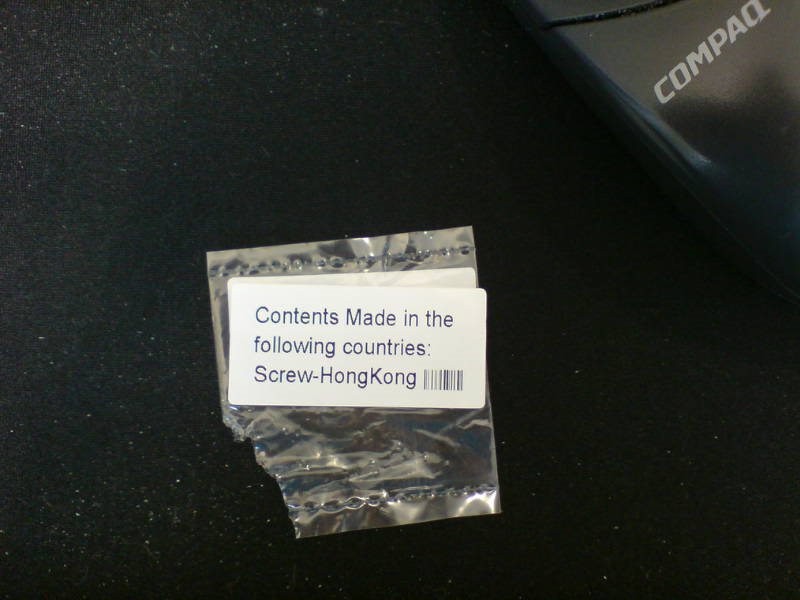 COMPAQ
Contents Made in the
following countries:
Screw-HongKong